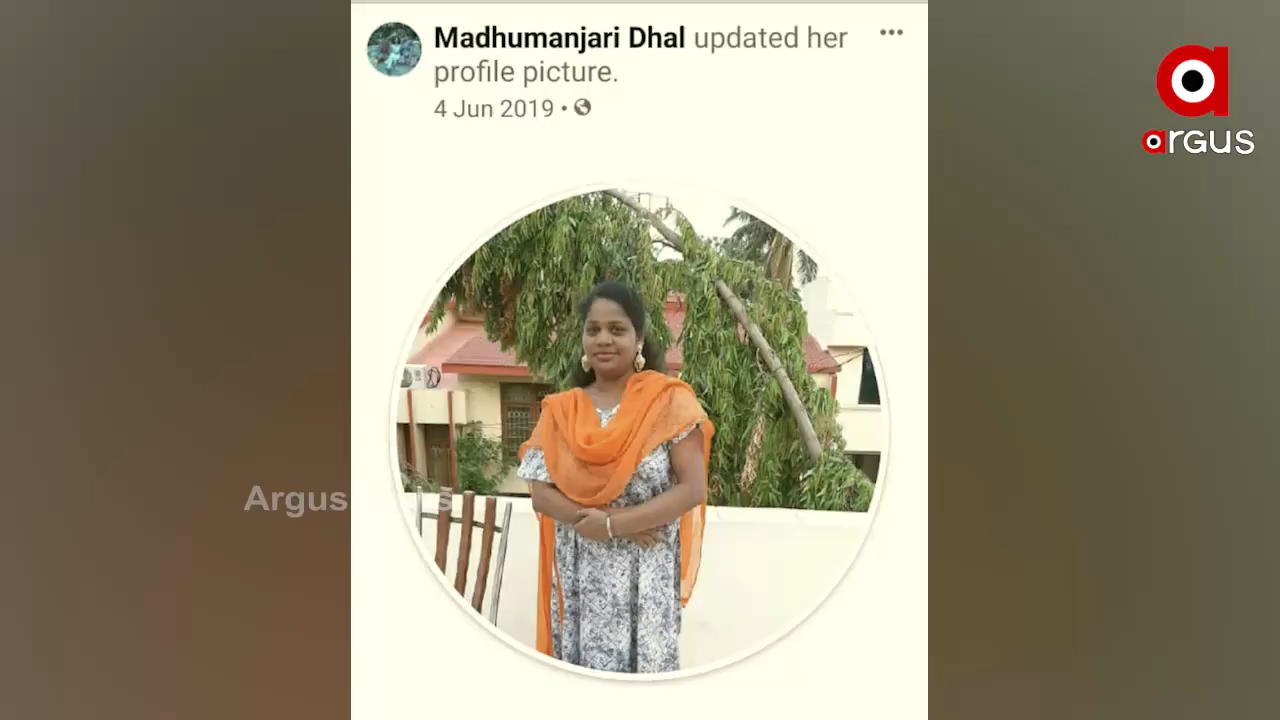 Madhumanjari Dhal updated her
profile picture.
4 Jun 2019 •
argus
Argus